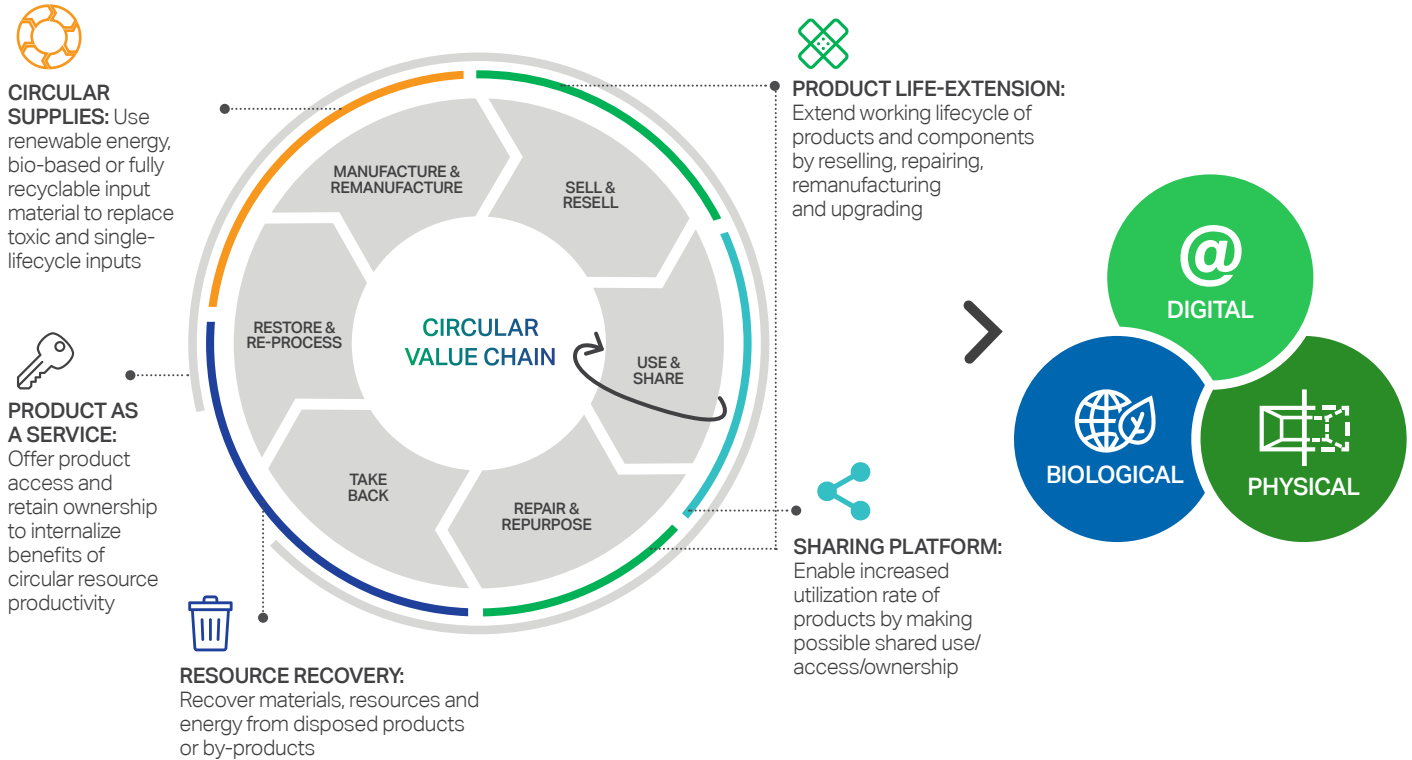 CIRCULAR
SUPPLIES: Use
renewable energy,
bio-based or fully
recyclable input
material to replace
toxic and single-
lifecycle inputs
PRODUCT AS
A SERVICE:
Offer product
access and
retain ownership
to internalize
benefits of
circular resource
productivity
RESOURCE RECOVERY:
Recover materials, resources and
energy from disposed products
or by-products
MANUFACTURE &
REMANUFACTURE
SELL &
RESELL
RESTORE &
RE-PROCESS
CIRCULAR
VALUE CHAIN
USE &
SHARE
TAKE
BACK
REPAIR &
REPURPOSE
PRODUCT LIFE-EXTENSION:
Extend working lifecycle of
products and components
by reselling, repairing,
remanufacturing
and upgrading
SHARING PLATFORM:
Enable increased
utilization rate of
products by making
possible shared use/
access/ownership
@
DIGITAL
BIOLOGICAL
PHYSICAL